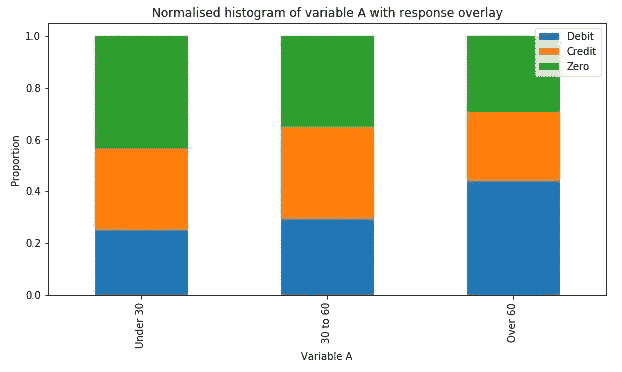 Normalised histogram of variable A with response overlay
Debit
Credit
Zero
1.0
0.8
0.6
0.4
0.2
0.0
Proportion
Under 30
30 to 60
Over 60
Variable A